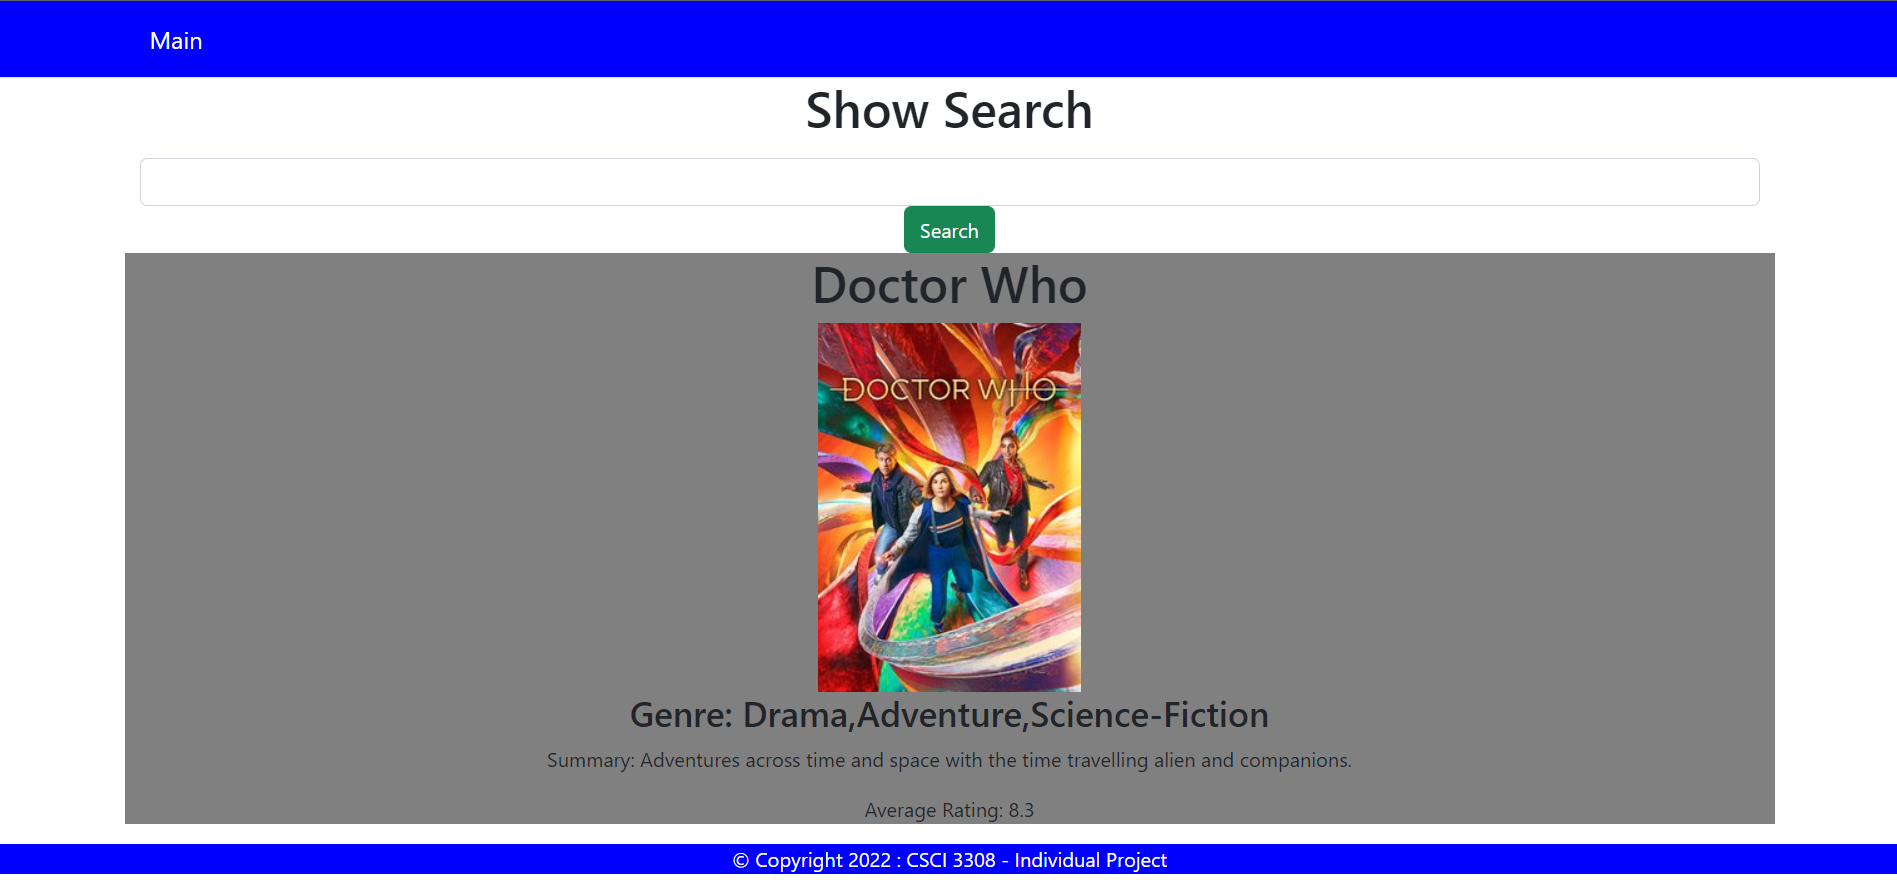 Main
Show Search
Search
Doctor Who
DOCTOR WHO
Genre: Drama,Adventure,Science-Fiction
Summary: Adventures across time and space with the time travelling alien and companions.
Average Rating: 8.3
© Copyright 2022 : CSCI 3308 - Individual Project